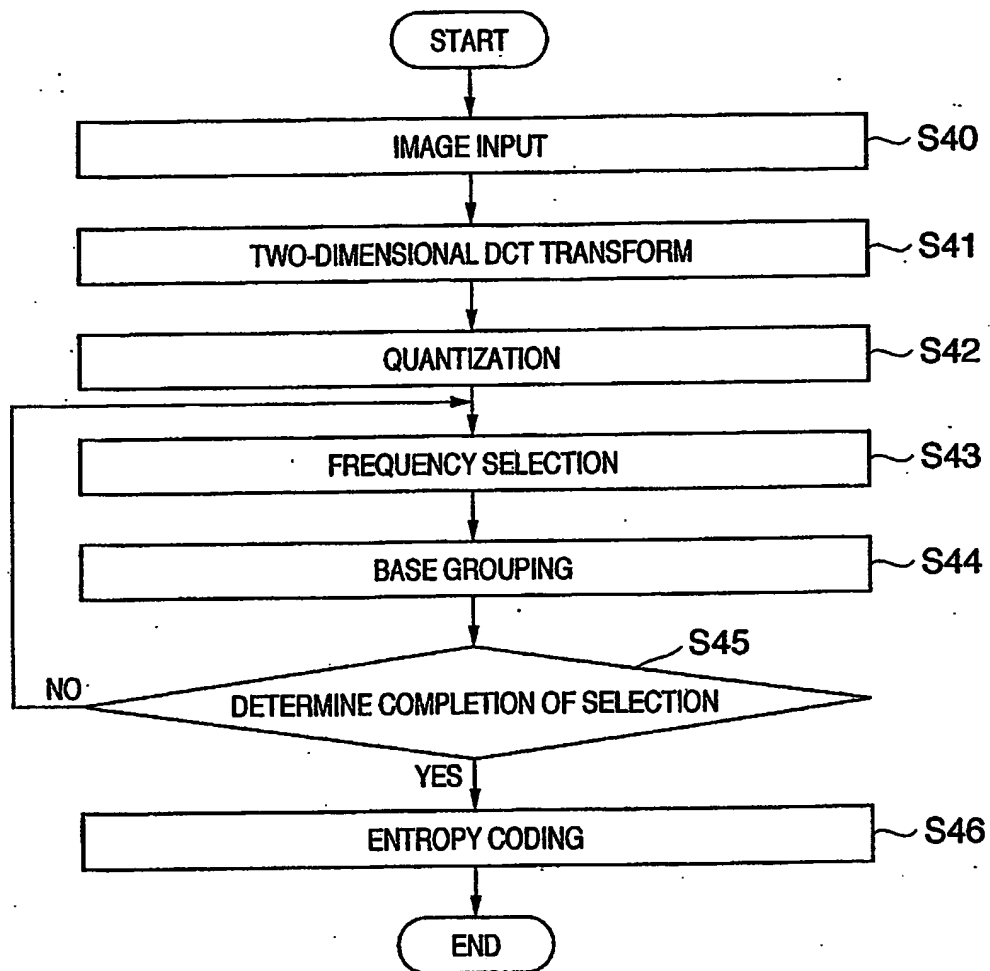 START
IMAGE INPUT
S40
TWO-DIMENSIONAL DCT TRANSFORM
S41
QUANTIZATION
S42
FREQUENCY SELECTION
S43
BASE GROUPING
S44
S45
NO
DETERMINE COMPLETION OF SELECTION
YES
ENTROPY CODING
S46
END